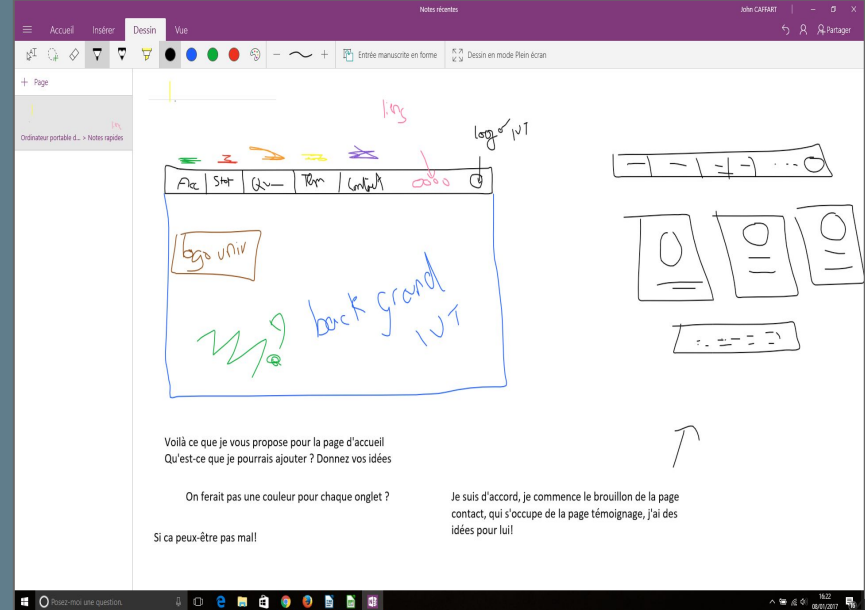 Notes récentes
John CAFFART
Accueil Insérer Dessin Vue
Partager
Entrée manuscrite en forme
Dessin en mode Plein écran
+ Page
Ordinateur portable d... > Notes rapides
logo IUT
Contact
logo univ
back grand
IUT
Voilà ce que je vous propose pour la page d'accueil
Qu'est-ce que je pourrais ajouter ? Donnez vos idées
On ferait pas une couleur pour chaque onglet ?
Si ca peux-être pas mal!
Je suis d'accord, je commence le brouillon de la page
contact, qui s'occupe de la page témoignage, j'ai des
idées pour lui!
Posez-moi une question.
16:22
08/01/2017